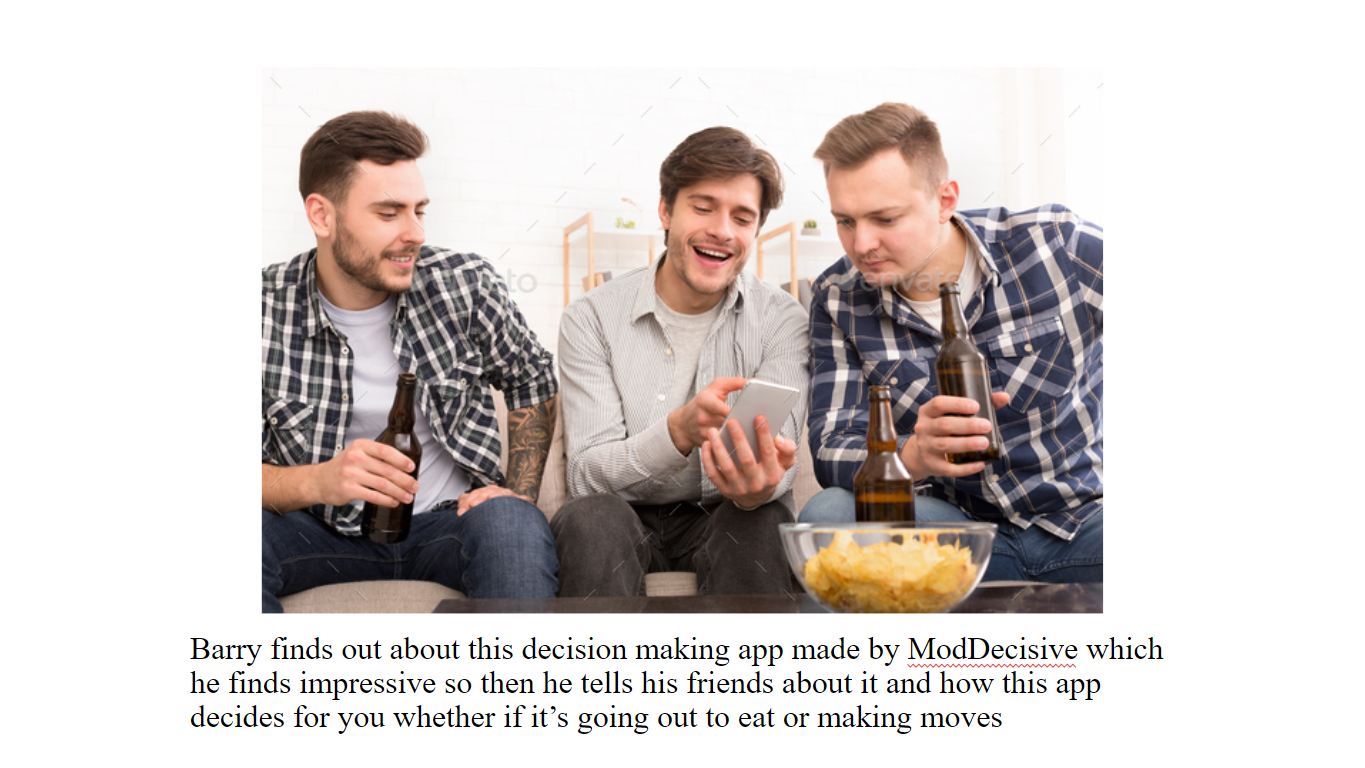 envato
envato
Barry finds out about this decision making app made by ModDecisive which
he finds impressive so then he tells his friends about it and how this app
decides for you whether if it’s going out to eat or making moves